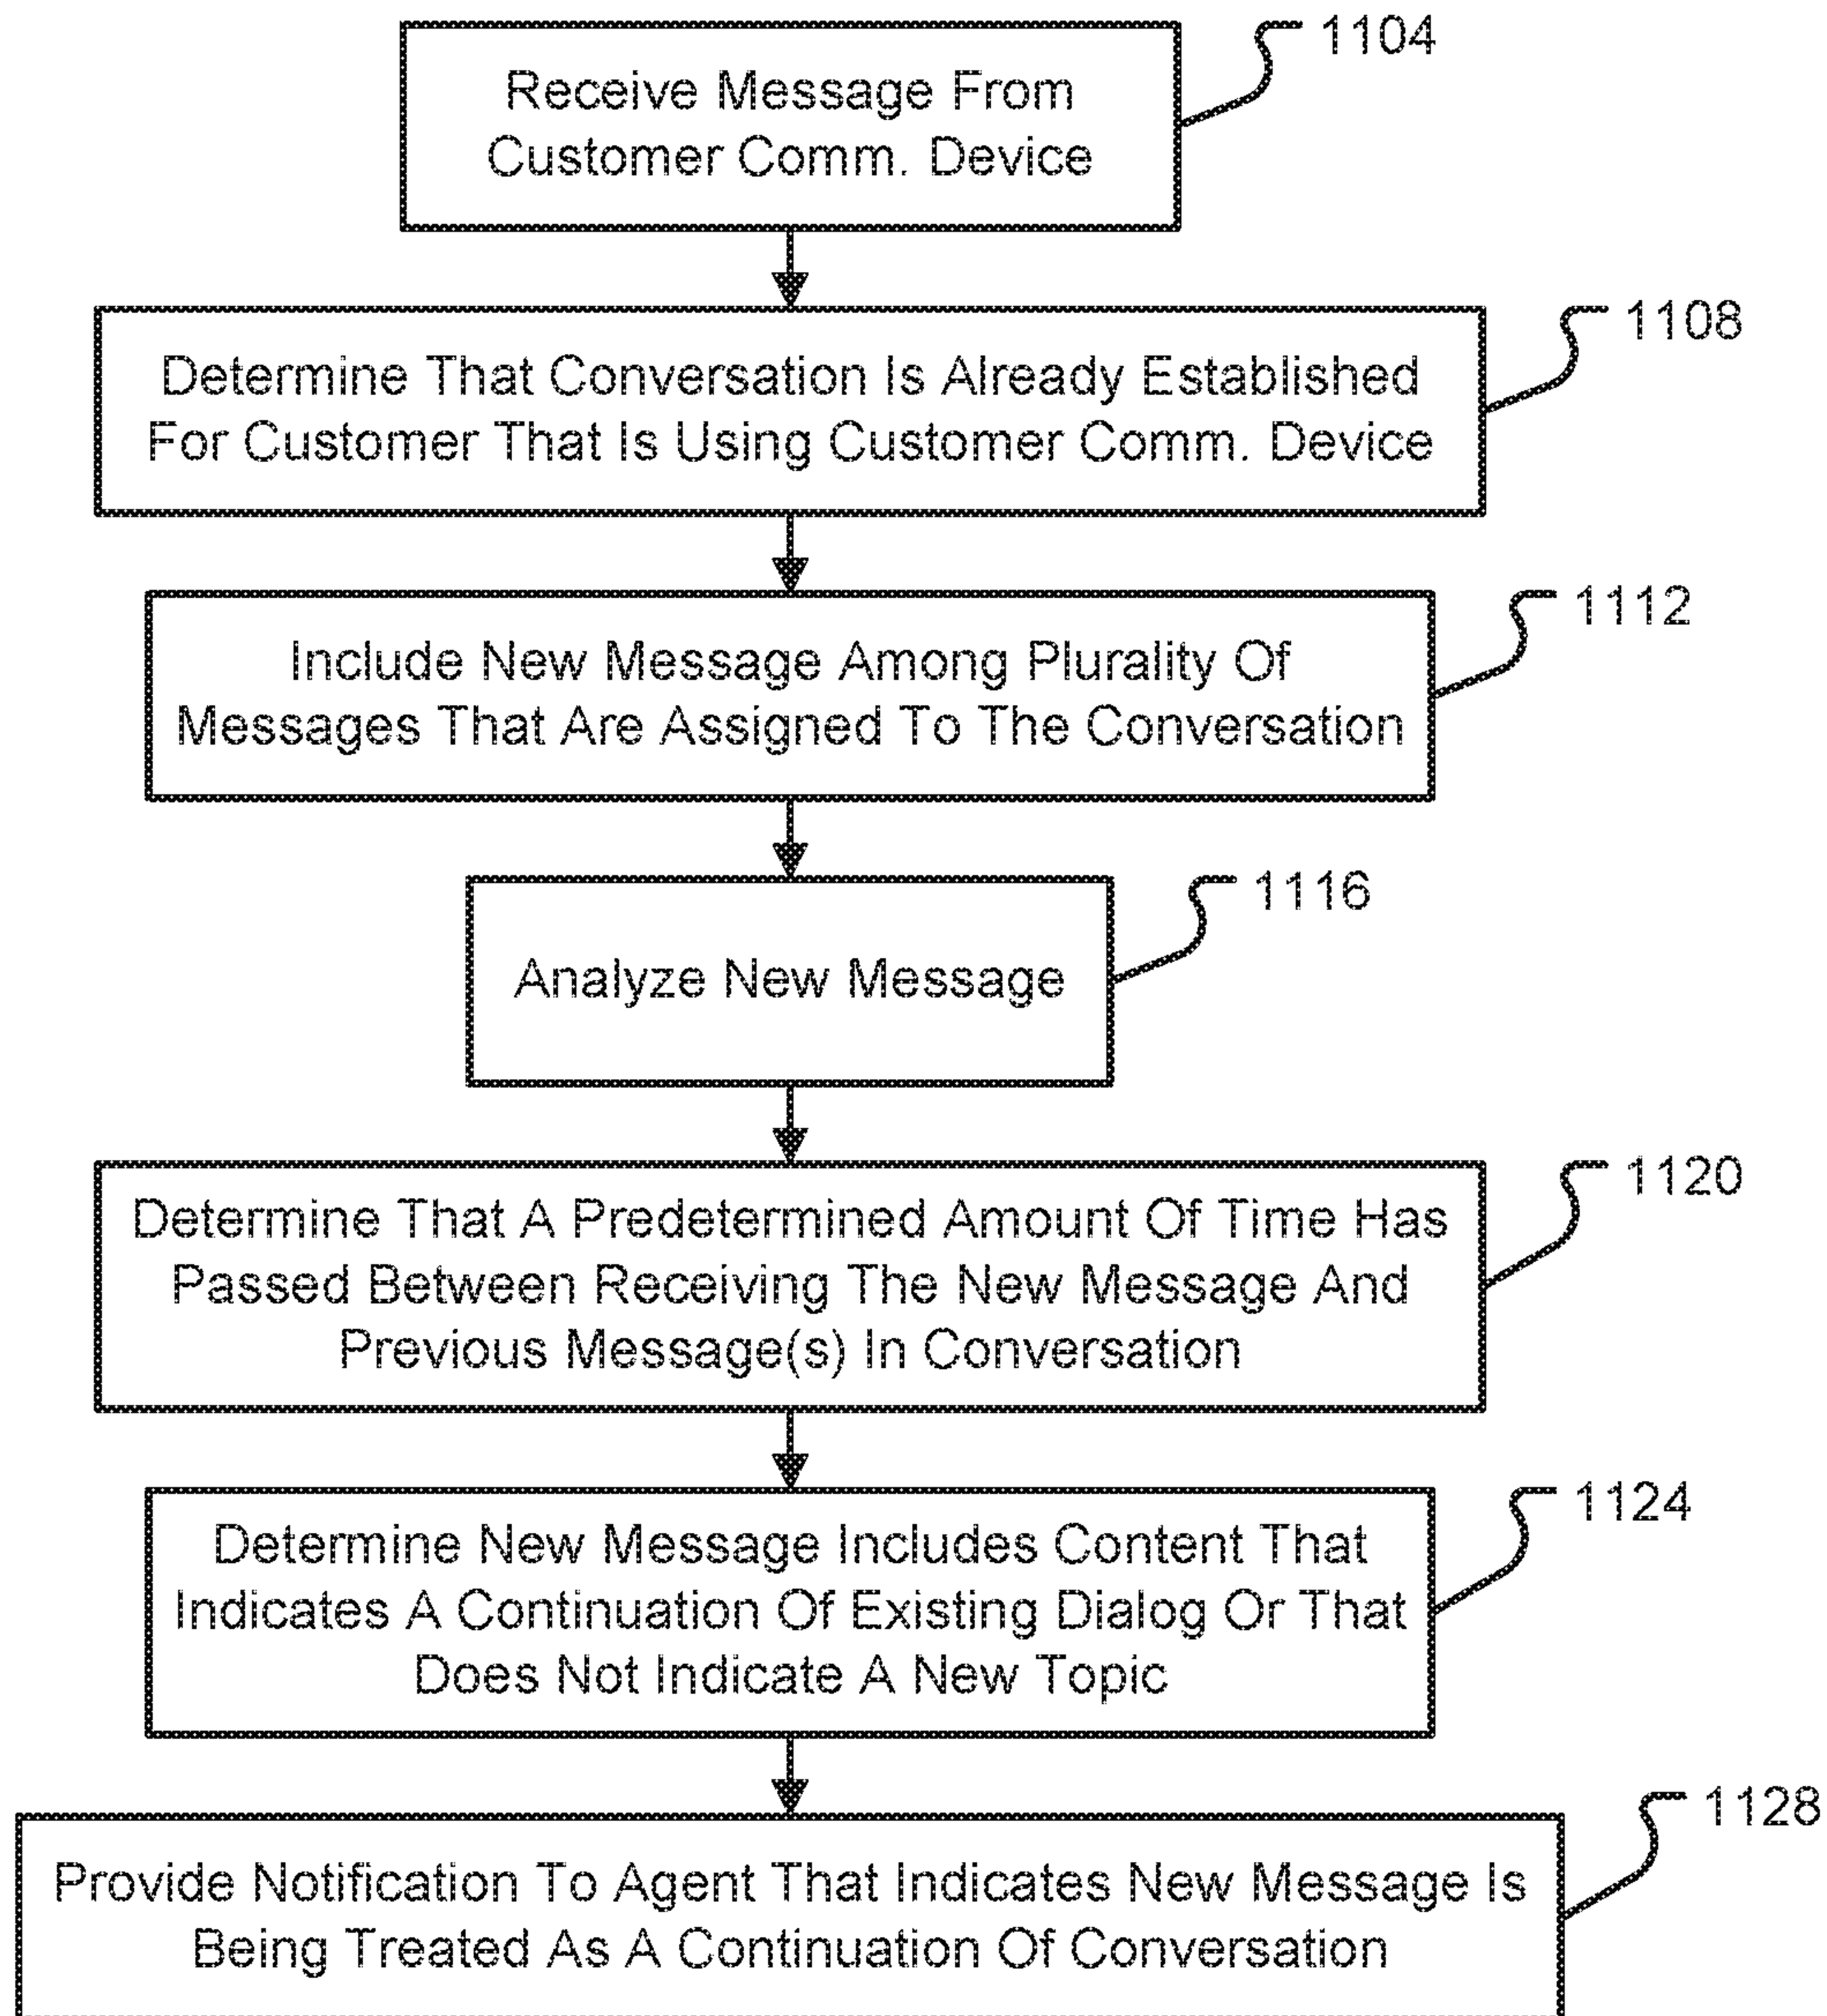 1104
Receive Message From
Customer Comm. Device
1108
Determine That Conversation Is Already Established
For Customer That Is Using Customer Comm. Device
1112
Include New Message Among Plurality Of
Messages That Are Assigned To The Conversation
1116
Analyze New Message
1120
Determine That A Predetermined Amount Of Time Has
Passed Between Receiving The New Message And
Previous Message(s) In Conversation
1124
Determine New Message Includes Content That
Indicates A Continuation Of Existing Dialog Or That
Does Not Indicate A New Topic
1128
Provide Notification To Agent That Indicates New Message Is
Being Treated As A Continuation Of Conversation